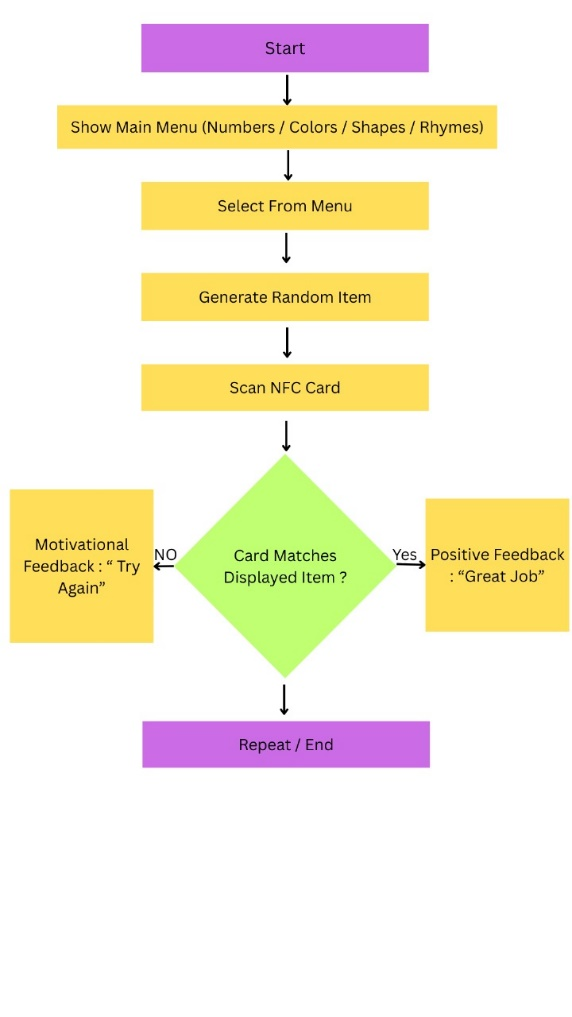 Start
Show Main Menu (Numbers / Colors / Shapes / Rhymes)
Select From Menu
Generate Random Item
Scan NFC Card
Motivational
Feedback : “ Try
Again”
NO
Card Matches
Displayed Item ?
Yes
Positive Feedback
: “Great Job”
Repeat / End